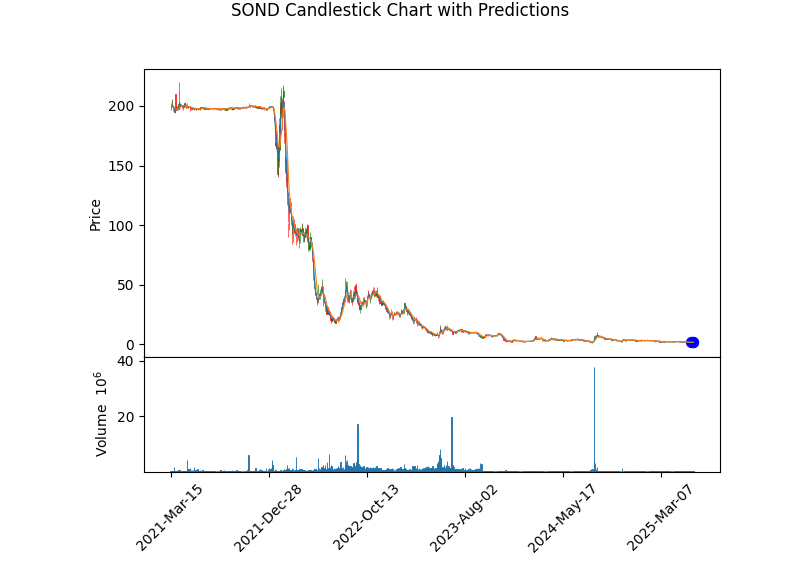 SOND Candlestick Chart with Predictions
200
150
100
50
0
Price
40
20
Volume 10^6
2021-Mar-15
2021-Dec-28
2022-Oct-13
2023-Aug-02
2024-May-17
2025-Mar-07